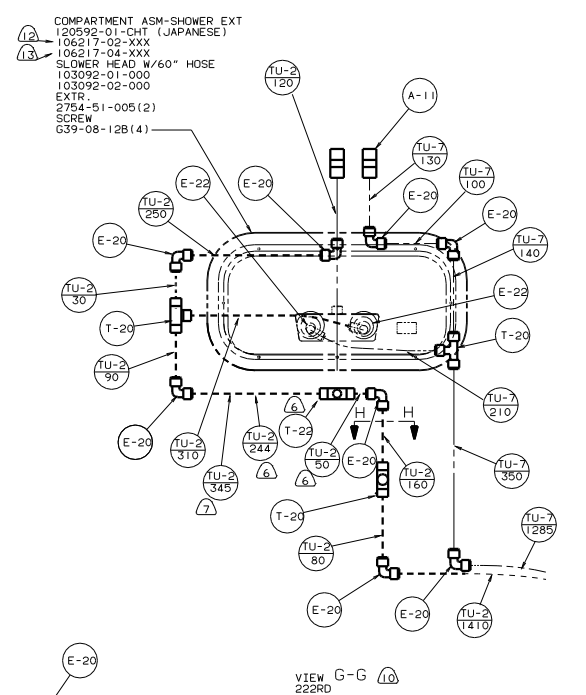 COMPARTMENT ASM-SHOWER EXT
120592-01-CHT (JAPANESE)
12
106217-02-XXX
13
106217-04-XXX
SLOWER HEAD W/60" HOSE
103092-01-000
103092-02-000
EXTR.
2754-51-005(2)
SCREW
G39-08-12B(4)
TU-2
120
A-11
TU-7
130
TU-7
100
E-22
E-20
E-20
E-20
TU-2
250
E-20
TU-7
140
TU-2
30
E-22
T-20
T-20
TU-2
90
TU-7
210
E-20
TU-2
310
TU-2
345
7
TU-2
244
6
6
T-22
TU-2
50
6
E-20
H H
TU-2
160
TU-7
350
T-20
TU-2
80
TU-7
1285
E-20
E-20
TU-2
1410
E-20
VIEW G-G 10
222RD